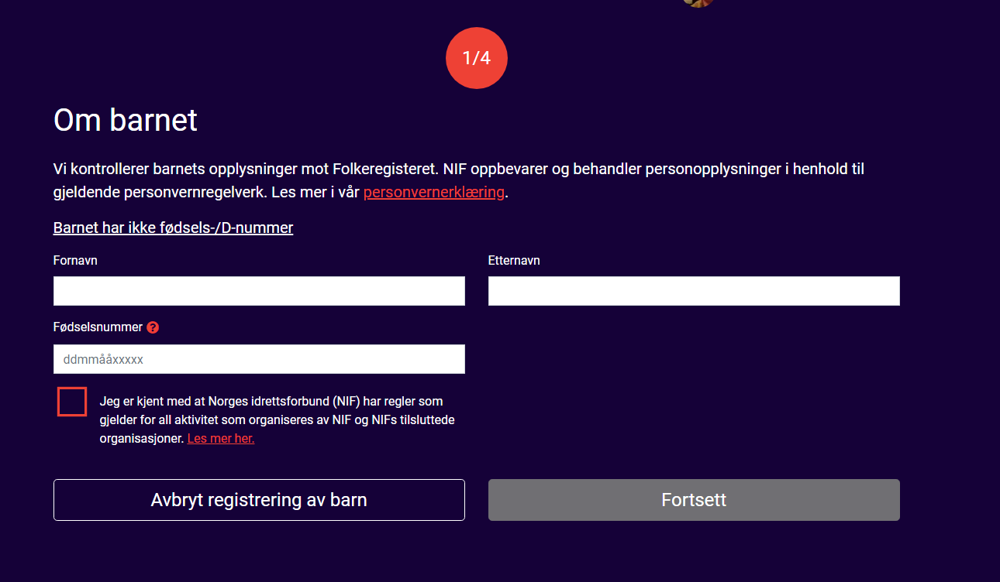 1/4
Om barnet
Vi kontrollerer barnets opplysninger mot Folkeregisteret. NIF oppbevarer og behandler personopplysninger i henhold til
gjeldende personvernregelverk. Les mer i vår personvernerklæring.
Barnet har ikke fødsels-/D-nummer
Fornavn
Etternavn
Fødselsnummer ?
ddmmååxxxxx
Jeg er kjent med at Norges idrettsforbund (NIF) har regler som
gjelder for all aktivitet som organiseres av NIF og NIFs tilsluttede
organisasjoner. Les mer her.
Avbryt registrering av barn
Fortsett